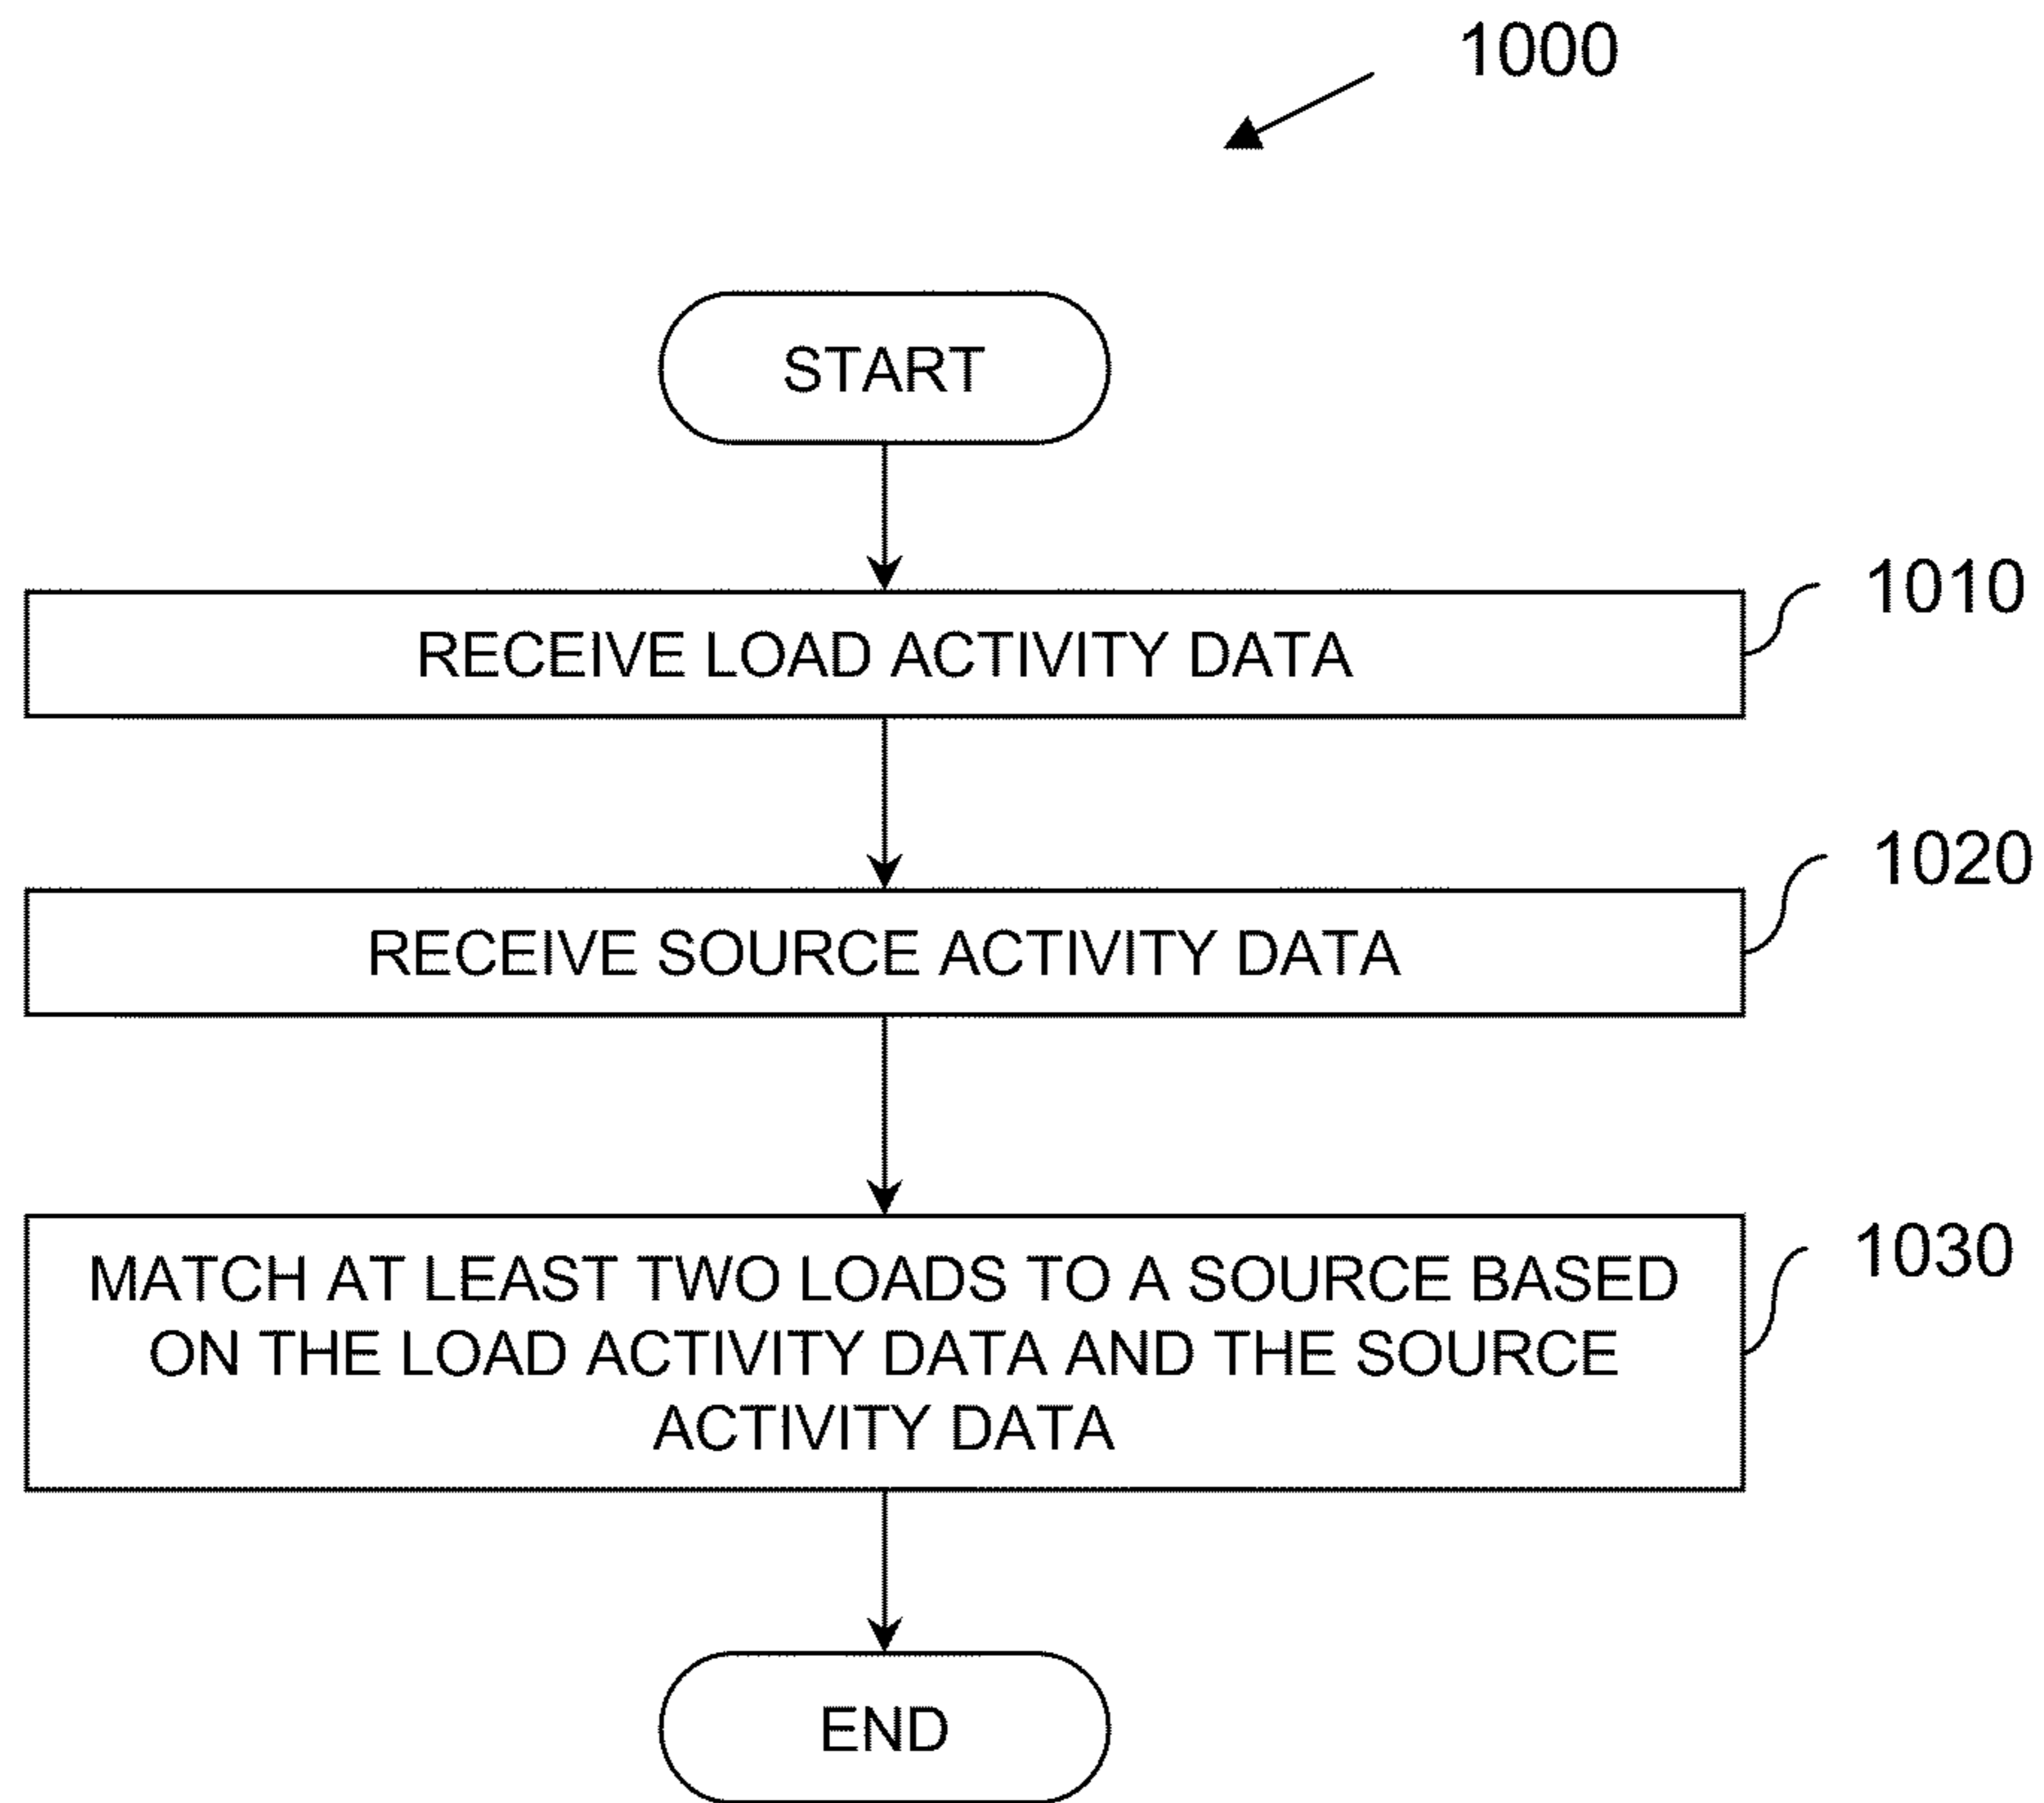 1000
START
RECEIVE LOAD ACTIVITY DATA
1010
RECEIVE SOURCE ACTIVITY DATA
1020
MATCH AT LEAST TWO LOADS TO A SOURCE BASED
ON THE LOAD ACTIVITY DATA AND THE SOURCE
ACTIVITY DATA
1030
END